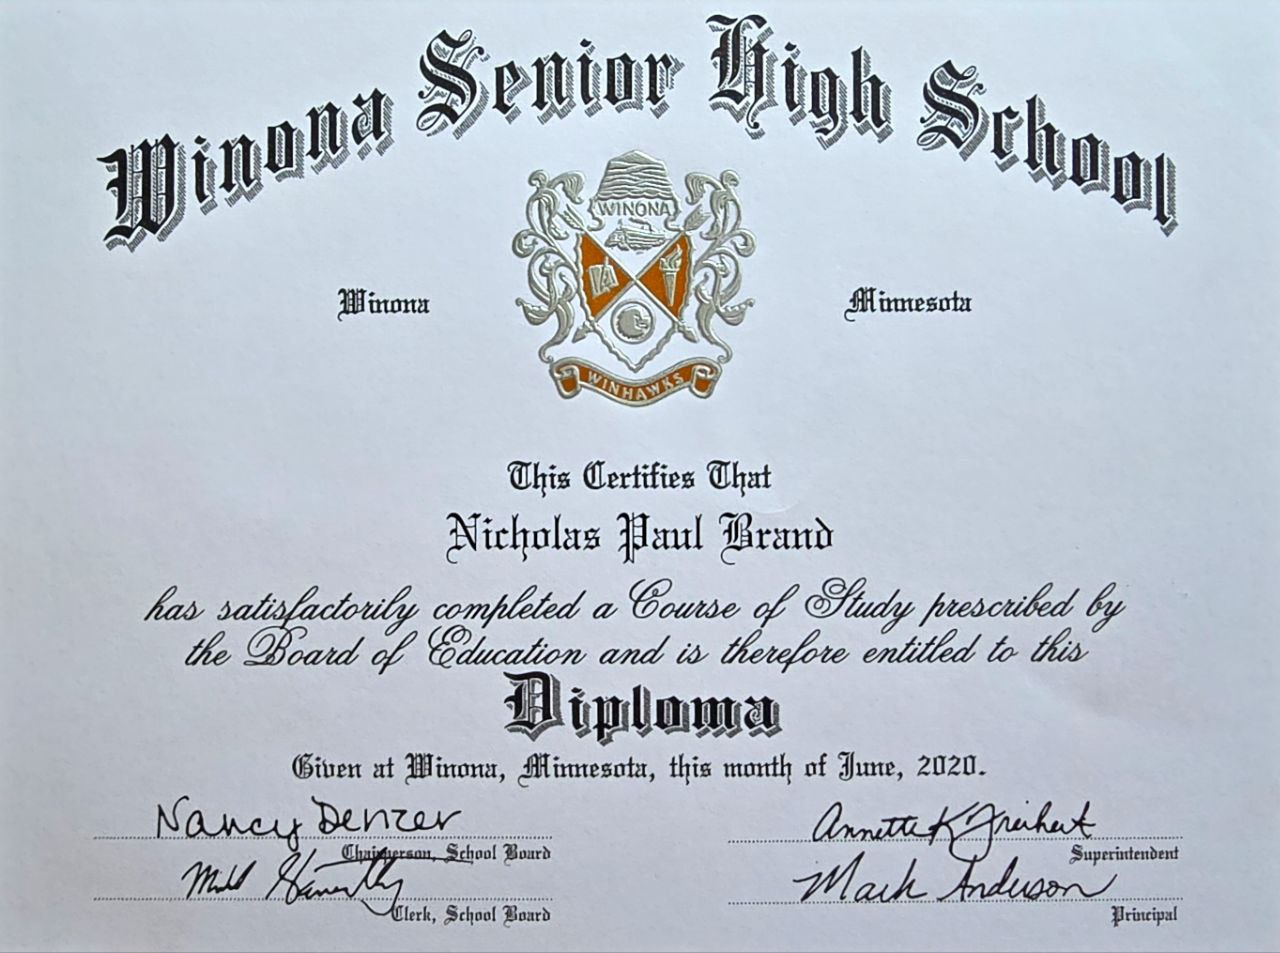 Winona Senior High School
WINONA
Winona Minnesota
WINHAWKS
This Certifies That
Nicholas Paul Brand
has satisfactorily completed a Course of Study prescribed by
the Board of Education and is therefore entitled to this
Diploma
Given at Winona, Minnesota, this month of June, 2020.
Nancy Denzer Annette K Freiheit
Chairperson, School Board Superintendent
Mark Anderson
Clerk, School Board Principal